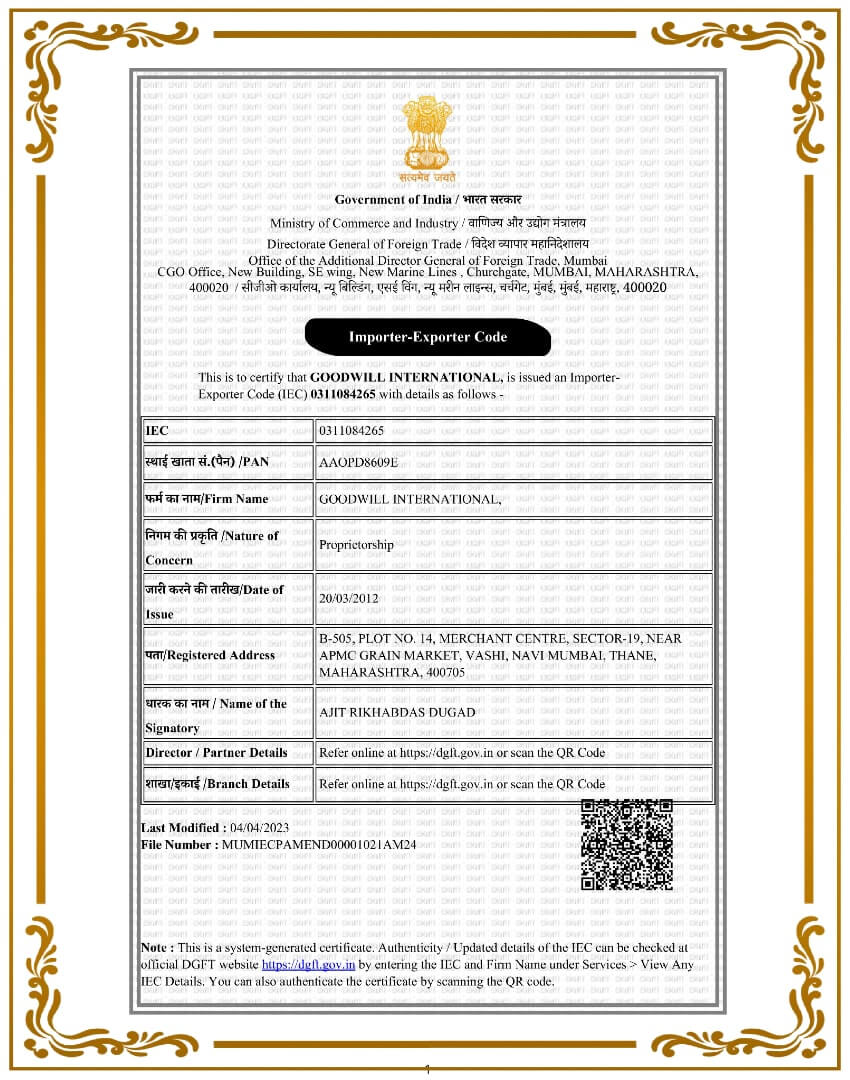 सत्यमेव जयते
Government of India / भारत सरकार
Ministry of Commerce and Industry / वाणिज्य और उद्योग मंत्रालय
Directorate General of Foreign Trade / विदेश व्यापार महानिदेशालय
Office of the Additional Director General of Foreign Trade, Mumbai
CGO Office, New Building, SE wing, New Marine Lines , Churchgate, MUMBAI, MAHARASHTRA,
400020 / सीजीओ कार्यालय, न्यू बिल्डिंग, एसई विंग, न्यू मरीन लाइन्स, चर्चगेट, मुंबई, मुंबई, महाराष्ट्र, 400020
Importer-Exporter Code
This is to certify that GOODWILL INTERNATIONAL, is issued an Importer-
Exporter Code (IEC) 0311084265 with details as follows -
IEC 0311084265
स्थाई खाता सं.(पैन) /PAN AAOPD8609E
फर्म का नाम/Firm Name GOODWILL INTERNATIONAL,
निगम की प्रकृति /Nature of
Concern
Proprietorship
जारी करने की तारीख/Date of
Issue
20/03/2012
पता/Registered Address
B-505, PLOT NO. 14, MERCHANT CENTRE, SECTOR-19, NEAR
APMC GRAIN MARKET, VASHI, NAVI MUMBAI, THANE,
MAHARASHTRA, 400705
धारक का नाम / Name of the
Signatory
AJIT RIKHABDAS DUGAD
Director / Partner Details Refer online at https://dgft.gov.in or scan the QR Code
शाखा/इकाई /Branch Details Refer online at https://dgft.gov.in or scan the QR Code
Last Modified : 04/04/2023
File Number : MUMIECPAMEND00001021AM24
Note : This is a system-generated certificate. Authenticity / Updated details of the IEC can be checked at
official DGFT website https://dgft.gov.in by entering the IEC and Firm Name under Services > View Any
IEC Details. You can also authenticate the certificate by scanning the QR code.
1